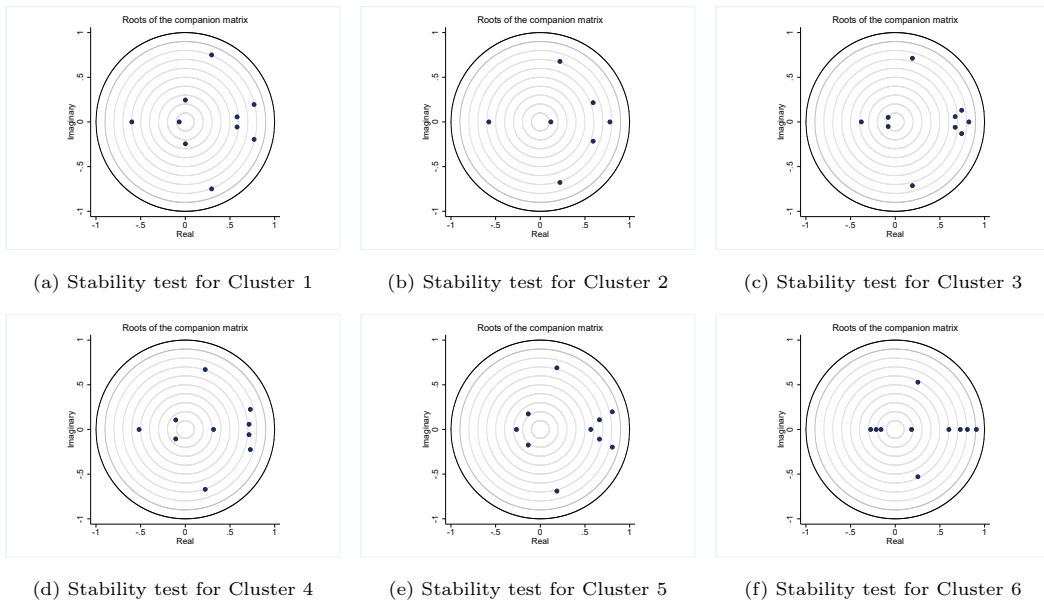 Roots of the companion matrix
Imaginary
-1 -.5 0 .5 1
-1 -.5 0 .5 1
Real
(a) Stability test for Cluster 1
Roots of the companion matrix
Imaginary
-1 -.5 0 .5 1
-1 -.5 0 .5 1
Real
(b) Stability test for Cluster 2
Roots of the companion matrix
Imaginary
-1 -.5 0 .5 1
-1 -.5 0 .5 1
Real
(c) Stability test for Cluster 3
Roots of the companion matrix
Imaginary
-1 -.5 0 .5 1
-1 -.5 0 .5 1
Real
(d) Stability test for Cluster 4
Roots of the companion matrix
Imaginary
-1 -.5 0 .5 1
-1 -.5 0 .5 1
Real
(e) Stability test for Cluster 5
Roots of the companion matrix
Imaginary
-1 -.5 0 .5 1
-1 -.5 0 .5 1
Real
(f) Stability test for Cluster 6